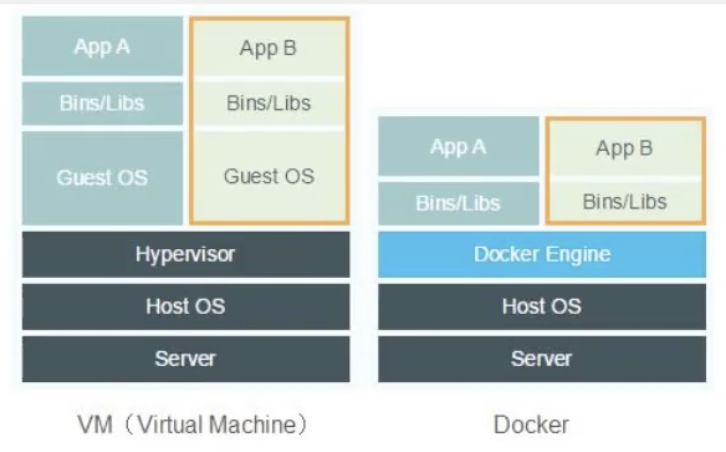 App A
App B
Bins/Libs
Bins/Libs
Guest OS
Guest OS
Hypervisor
Host OS
Server
VM（Virtual Machine）
App A
App B
Bins/Libs
Bins/Libs
Docker Engine
Host OS
Server
Docker